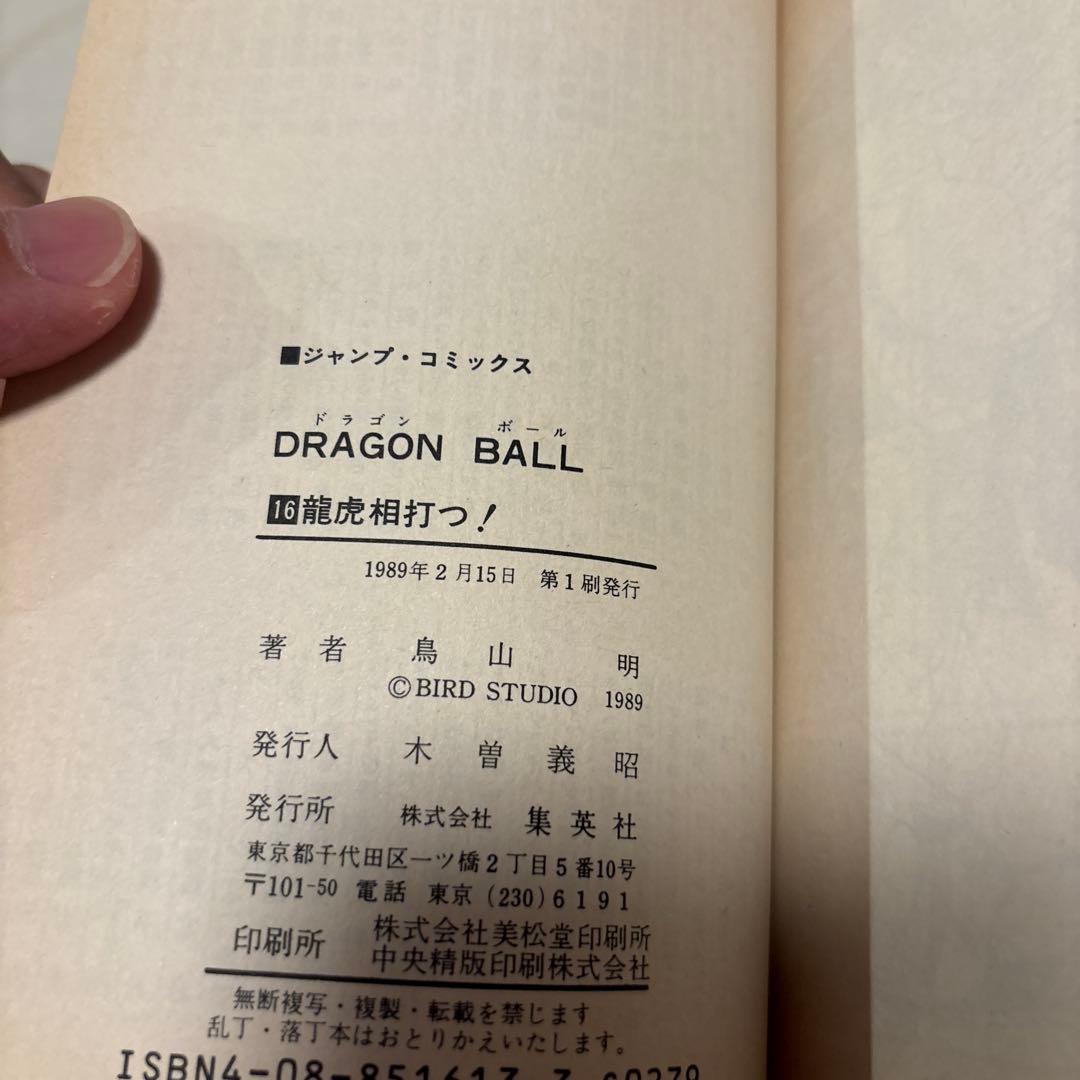 ■ジャンプ・コミックス
ドラゴン ボール
DRAGON BALL
16龍虎相打つ!
1989年2月15日 第1刷発行
著者 鳥山 明
©BIRD STUDIO 1989
発行人 木曽義昭
発行所 株式会社 集英社
東京都千代田区一ツ橋2丁目5番10号
〒101-50 電話 東京(230)6191
印刷所 株式会社美松堂印刷所
中央精版印刷株式会社
無断複写・複製・転載を禁じます
乱丁・落丁本はおとりかえいたします。
ISBN4-08-851613-3